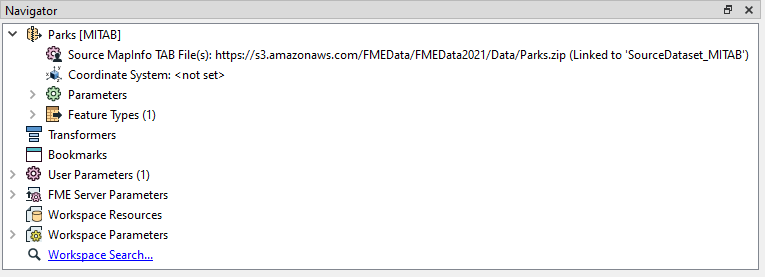 Navigator
Parks [MITAB]
Source MapInfo TAB File(s): https://s3.amazonaws.com/FMEData/FMEData2021/Data/Parks.zip (Linked to 'SourceDataset_MITAB')
Coordinate System: <not set>
Parameters
Feature Types (1)
Transformers
Bookmarks
User Parameters (1)
FME Server Parameters
Workspace Resources
Workspace Parameters
Workspace Search...